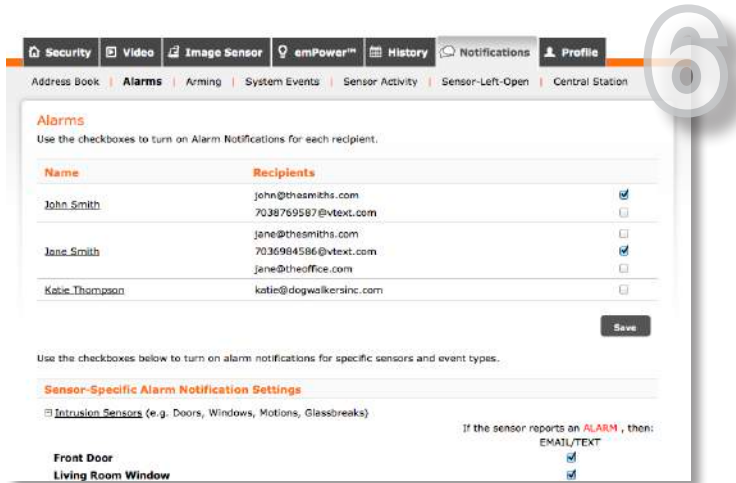 6
Security Video Image Sensor emPower™ History Notifications Profile
Address Book | Alarms | Arming | System Events | Sensor Activity | Sensor-Left-Open | Central Station
Alarms
Use the checkboxes to turn on Alarm Notifications for each recipient.
Name Recipients
John Smith john@thesmiths.com
7038769587@vtext.com
jane@thesmiths.com
Jane Smith 7036984586@vtext.com
jane@theoffice.com
Katie Thompson katie@dogwalkersinc.com
Save
Use the checkboxes below to turn on alarm notifications for specific sensors and event types.
Sensor-Specific Alarm Notification Settings
Intrusion Sensors (e.g. Doors, Windows, Motions, Glassbreaks)
If the sensor reports an ALARM , then:
EMAIL/TEXT
Front Door
Living Room Window